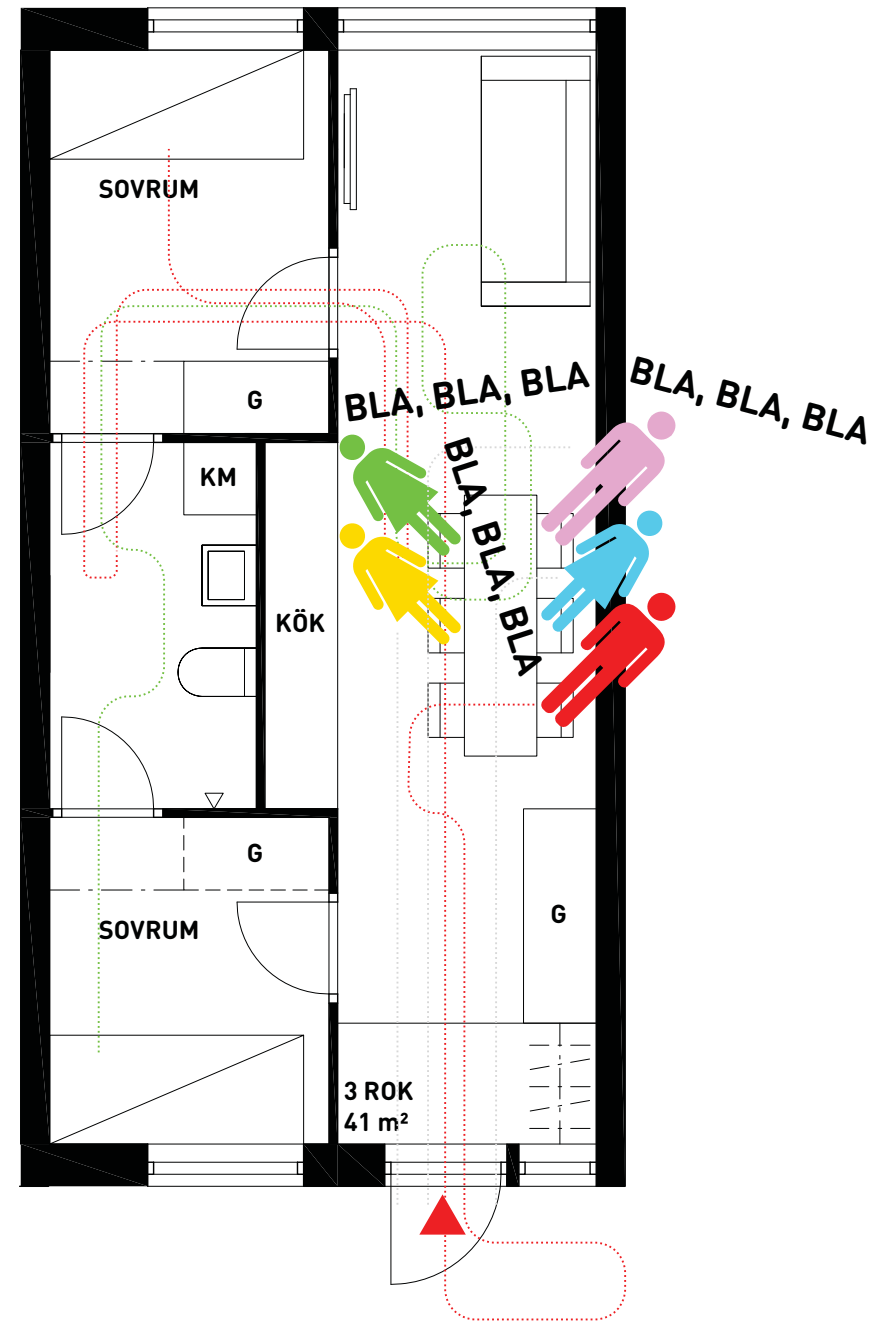 SOVRUM
G
BLA, BLA, BLA
BLA, BLA, BLA
BLA, BLA, BLA
KM
KÖK
G
SOVRUM
G
3 ROK
41 m²